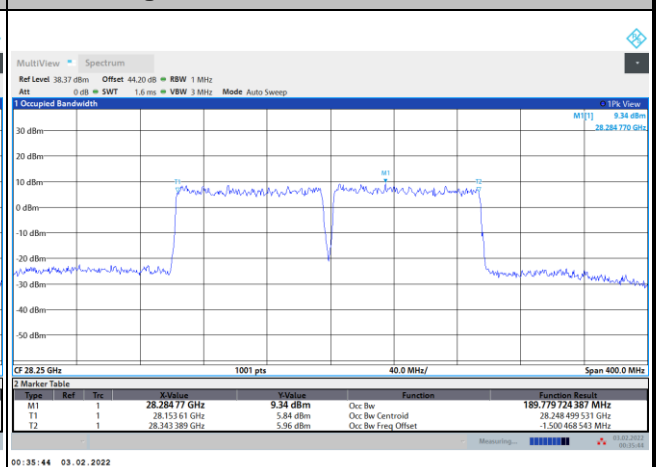 MultiView Spectrum
Ref Level 38.37 dBm Offset 44.20 dB RBW 1 MHz
Att 0 dB SWT 1.6 ms VBW 3 MHz Mode Auto Sweep
1 Occupied Bandwidth 1Pk View
M1[1] 9.34 dBm
28.284 770 GHz
30 dBm
20 dBm
M1
10 dBm
T1 T2
0 dBm
-10 dBm
-20 dBm
-30 dBm
-40 dBm
-50 dBm
CF 28.25 GHz 1001 pts 40.0 MHz/ Span 400.0 MHz
2 Marker Table
Type Ref Trc X-Value Y-Value Function Function Result
M1 1 28.284 77 GHz 9.34 dBm Occ Bw 189.779 724 387 MHz
T1 1 28.153 61 GHz 5.84 dBm Occ Bw Centroid 28.248 499 531 GHz
T2 1 28.343 389 GHz 5.96 dBm Occ Bw Freq Offset -1.500 468 543 MHz
Measuring... 03.02.2022
00:35:44
00:35:44 03.02.2022